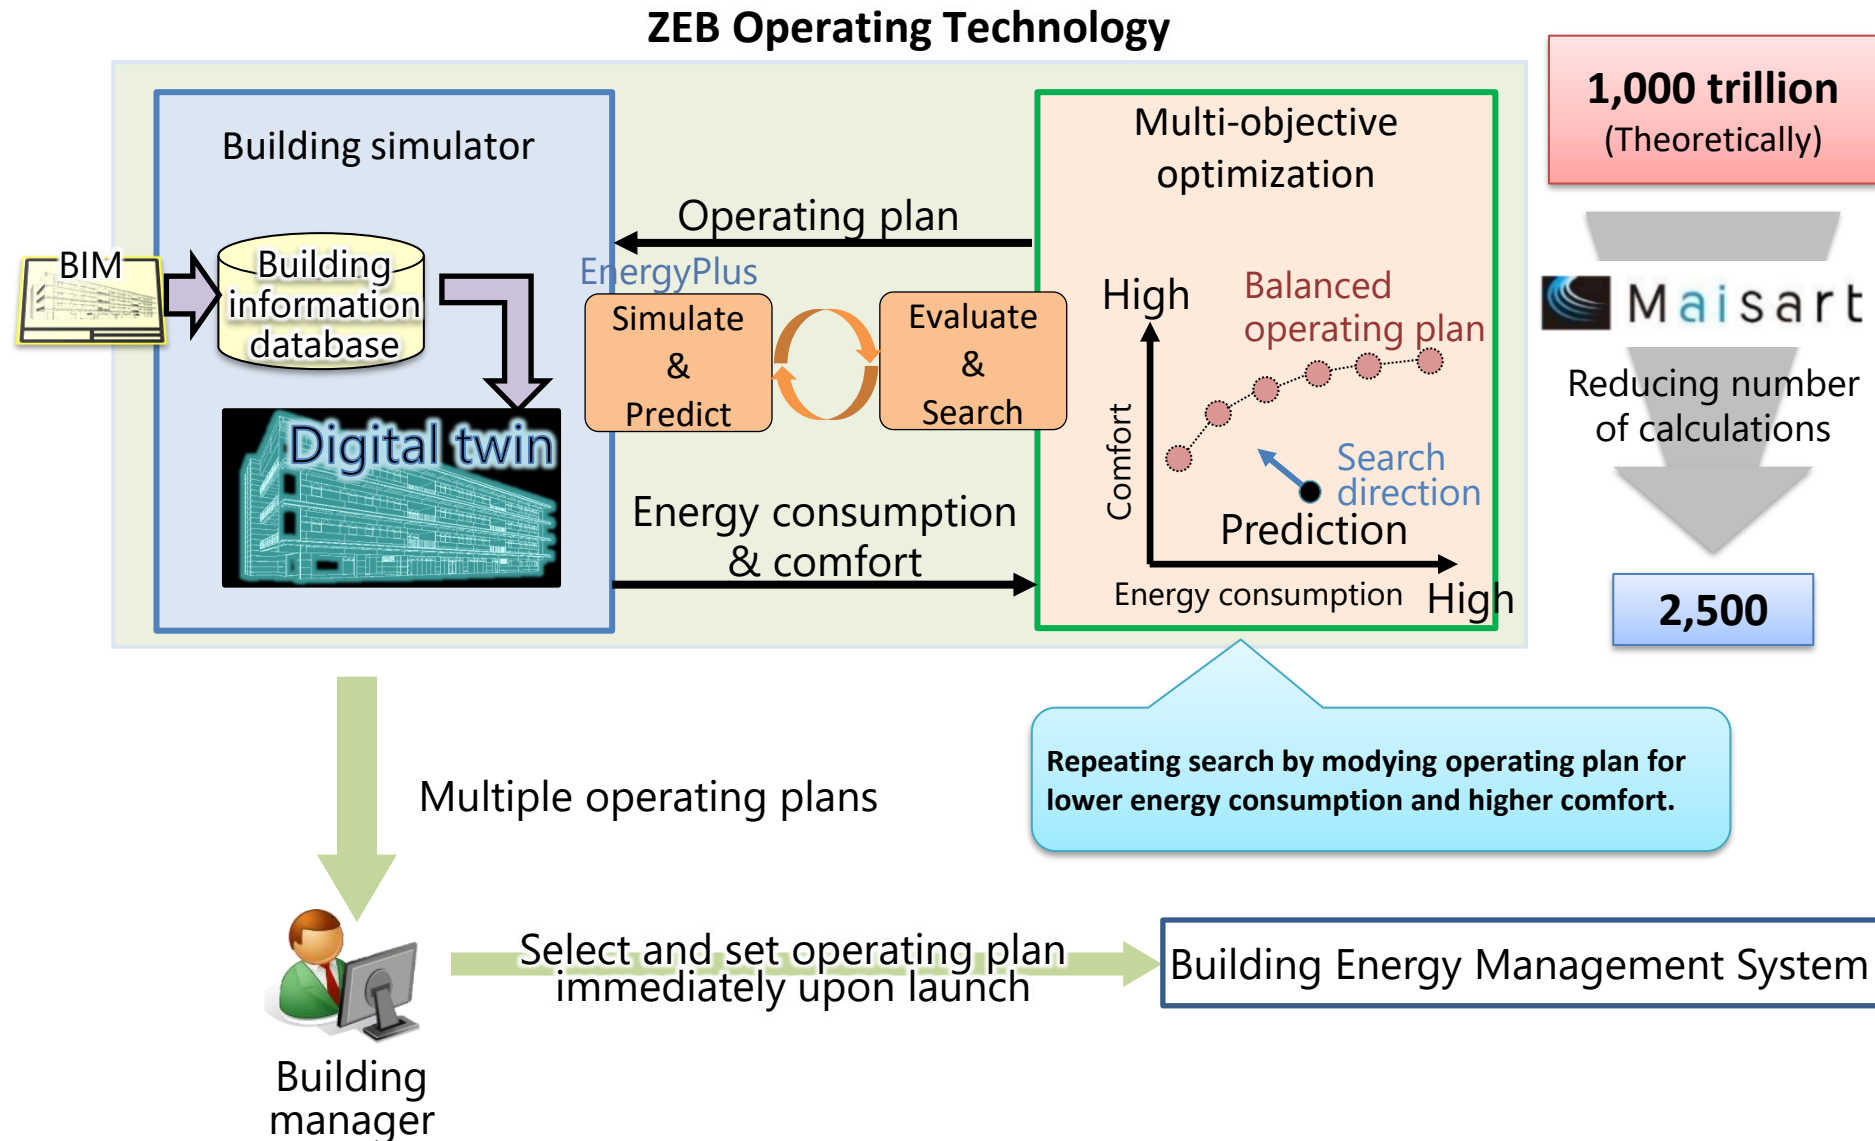 ZEB Operating Technology
Building simulator
BIM
Building
information
database
Digital twin
Operating plan
EnergyPlus
Simulate
&
Predict
Evaluate
&
Search
Energy consumption
& comfort
Multi-objective
optimization
High
Comfort
Balanced
operating plan
Search
direction
Prediction
Energy consumption
High
1,000 trillion
(Theoretically)
Maisart
Reducing number
of calculations
2,500
Repeating search by modying operating plan for
lower energy consumption and higher comfort.
Multiple operating plans
Building
manager
Select and set operating plan
immediately upon launch
Building Energy Management System